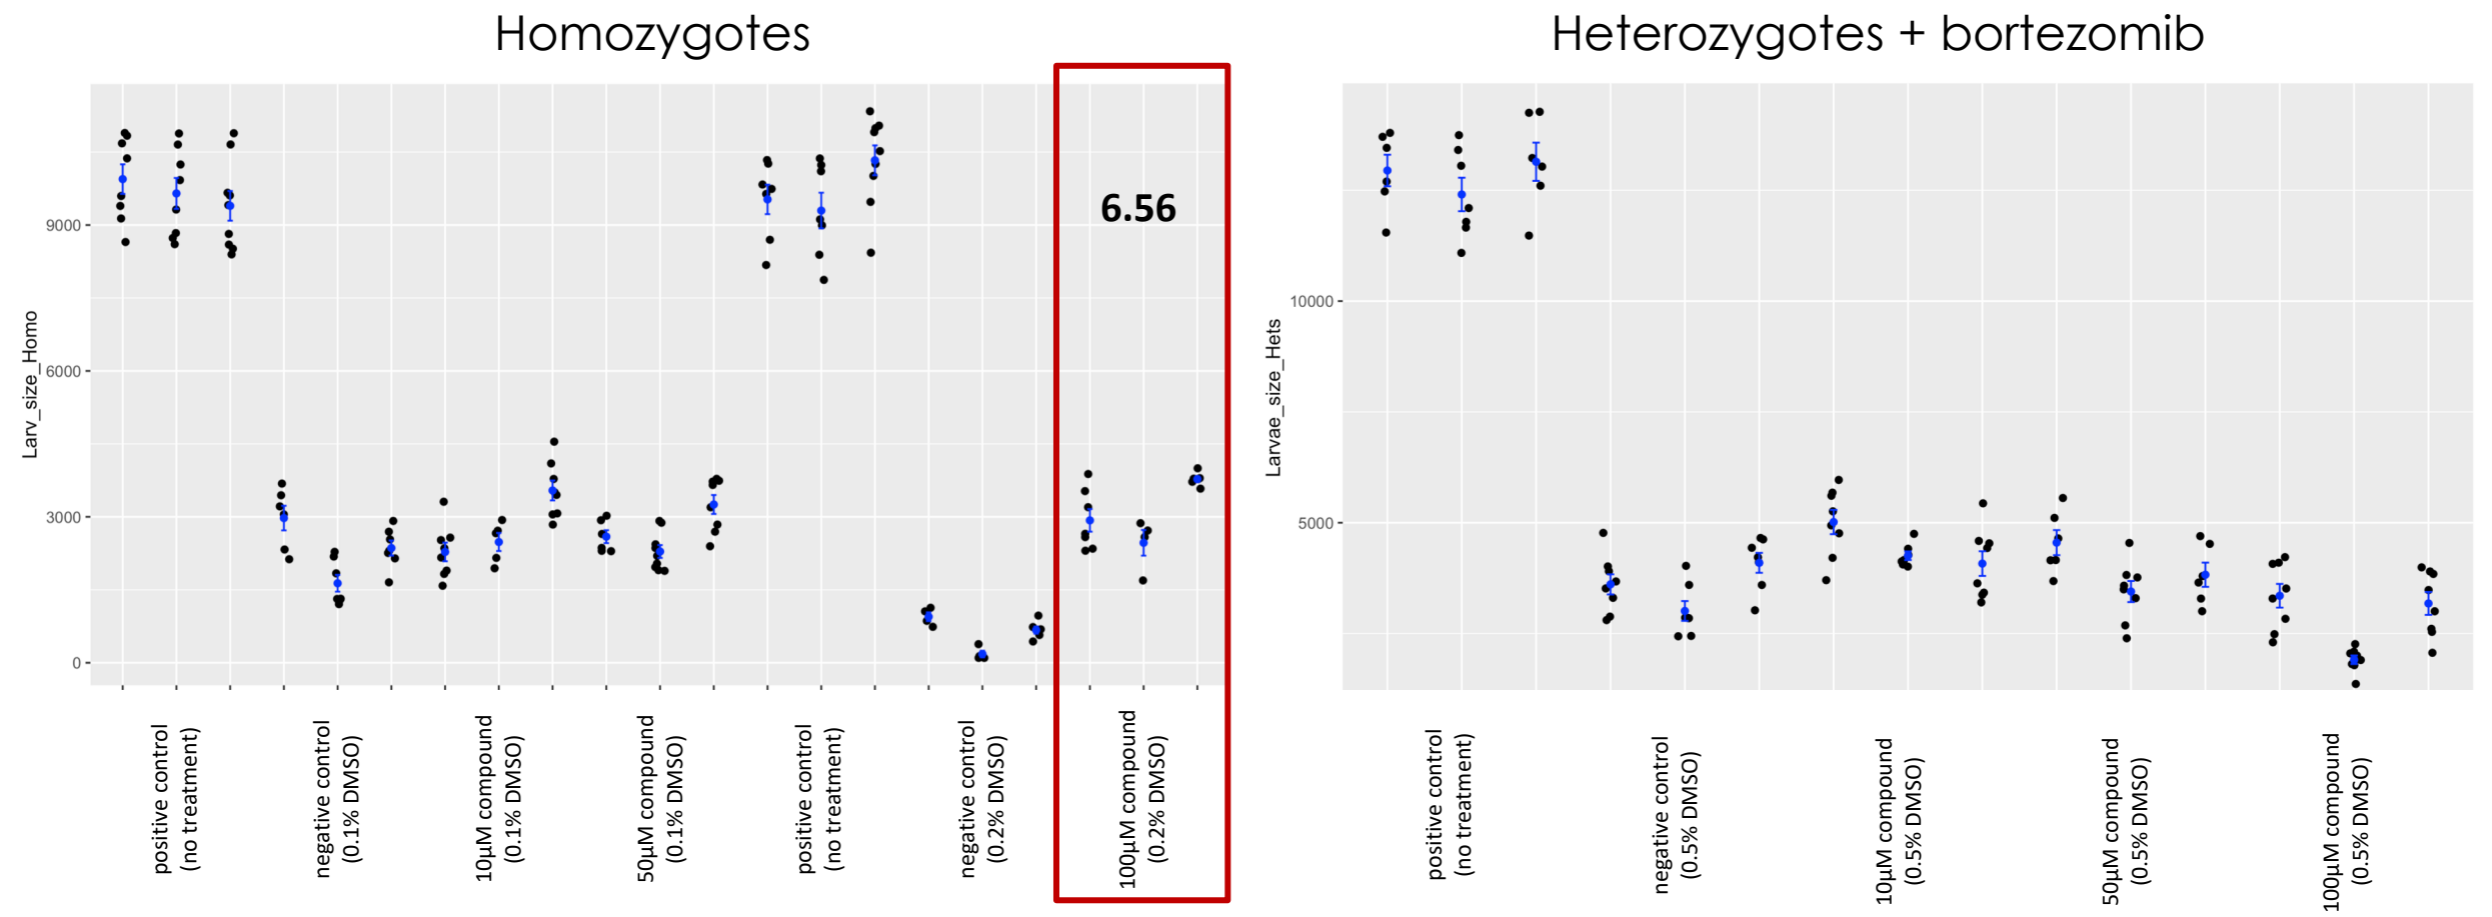 Homozygotes
Heterozygotes + bortezomib
6.56
Larv_size_Homo
9000
6000
3000
0
positive control
(no treatment)
negative control
(0.1% DMSO)
10μM compound
(0.1% DMSO)
50μM compound
(0.1% DMSO)
positive control
(no treatment)
negative control
(0.2% DMSO)
100μM compound
(0.2% DMSO)
Larvae_size_Hets
10000
5000
positive control
(no treatment)
negative control
(0.5% DMSO)
10μM compound
(0.5% DMSO)
50μM compound
(0.5% DMSO)
100μM compound
(0.5% DMSO)